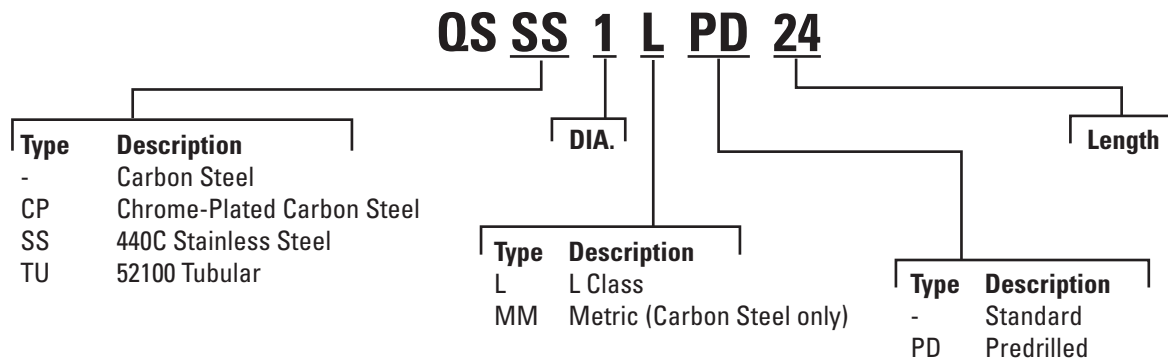 QS SS 1 L PD 24
Type Description
- Carbon Steel
CP Chrome-Plated Carbon Steel
SS 440C Stainless Steel
TU 52100 Tubular
DIA.
Type Description
L L Class
MM Metric (Carbon Steel only)
Length
Type Description
- Standard
PD Predrilled